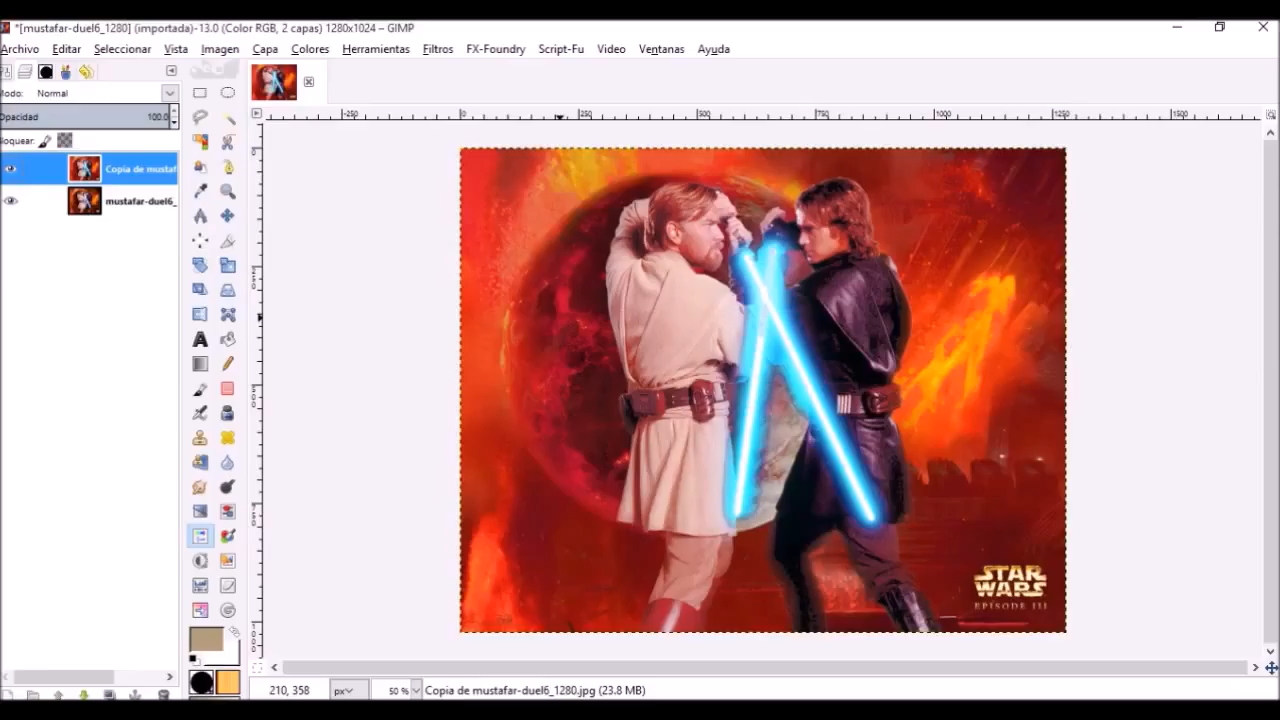 *[mustafar-duel6_1280] (importada)-13.0 (Color RGB, 2 capas) 1280x1024 – GIMP
Archivo Editar Seleccionar Vista Imagen Capa Colores Herramientas Filtros FX-Foundry Script-Fu Video Ventanas Ayuda
Modo: Normal
Opacidad 100.0
Bloquear:
Copia de mustaf
mustafar-duel6_
-250 0 250 500 750 1000 1250 1500
STAR
WARS
EPISODE III
210, 358 px 50 % Copia de mustafar-duel6_1280.jpg (23.8 MB)